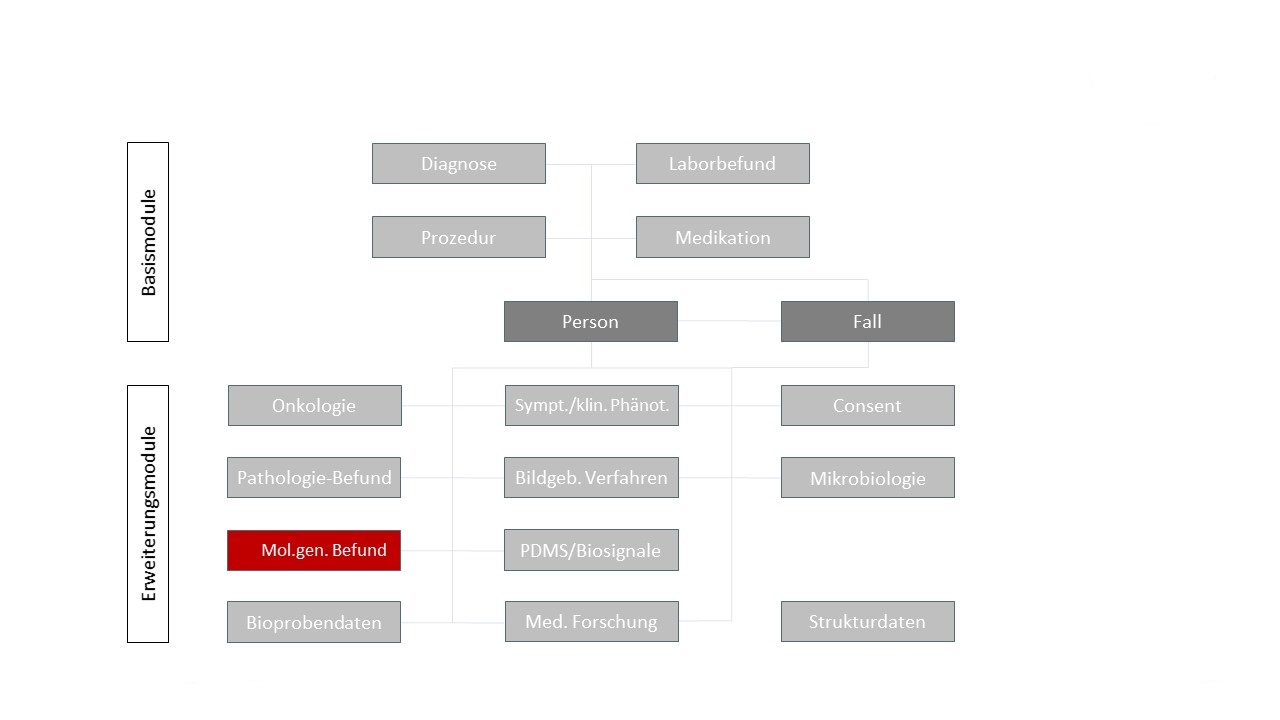 Basismodule
Diagnose
Laborbefund
Prozedur
Medikation
Person
Fall
Erweiterungsmodule
Onkologie
Sympt./klin. Phänot.
Consent
Pathologie-Befund
Bildgeb. Verfahren
Mikrobiologie
Mol.gen. Befund
PDMS/Biosignale
Bioprobendaten
Med. Forschung
Strukturdaten